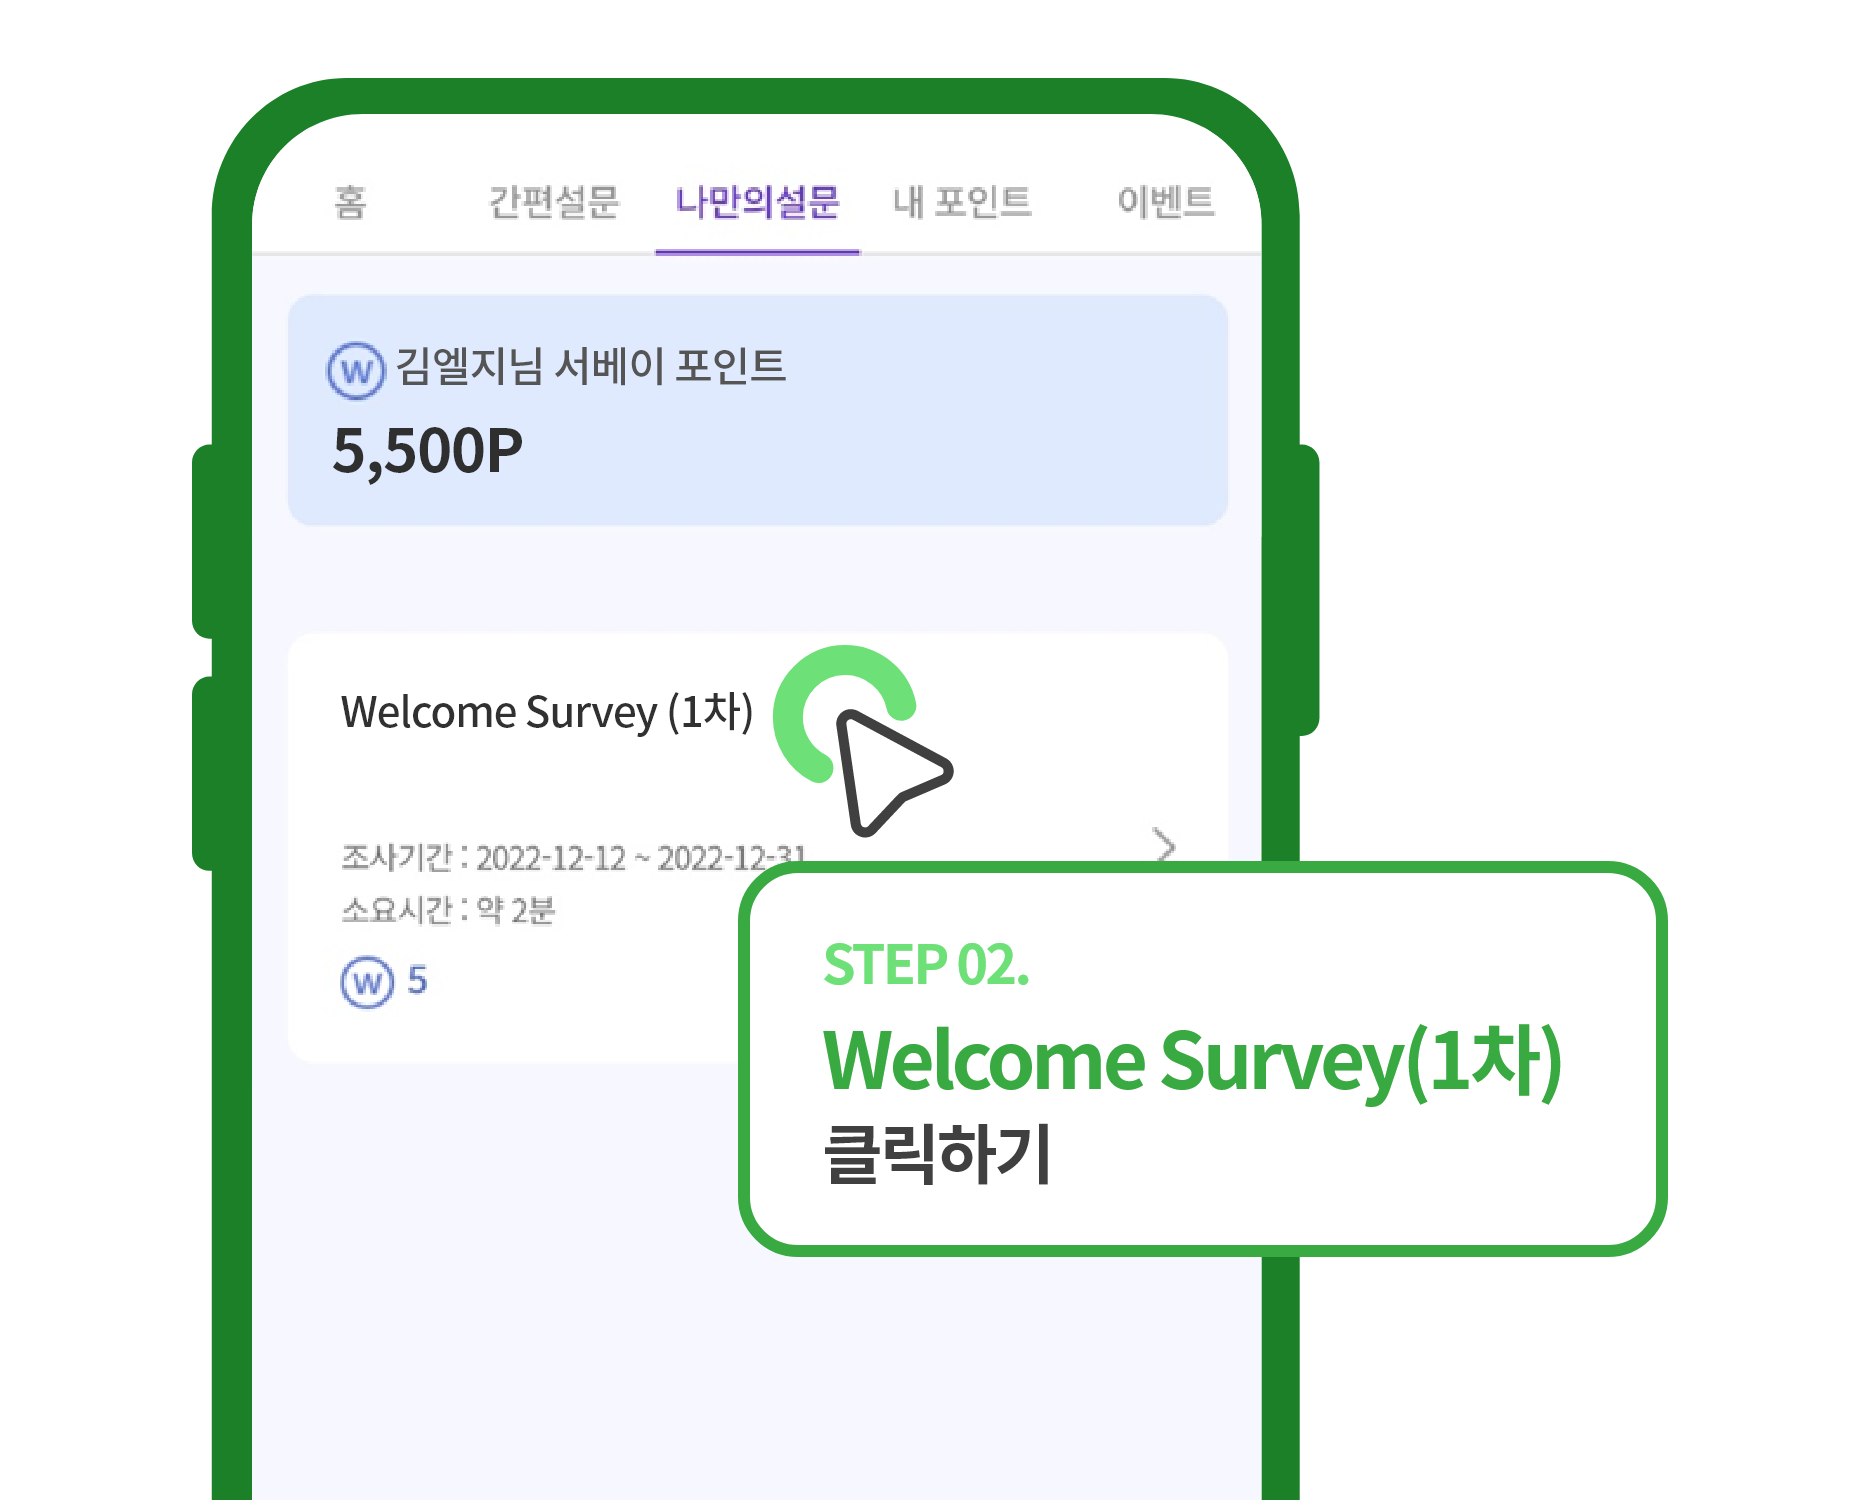 홈 간편설문 나만의설문 내 포인트 이벤트
W 김엘지님 서베이 포인트
5,500P
Welcome Survey (1차)
조사기간 : 2022-12-12 ~ 2022-12-31
소요시간 : 약 2분
W 5
STEP 02.
Welcome Survey(1차)
클릭하기